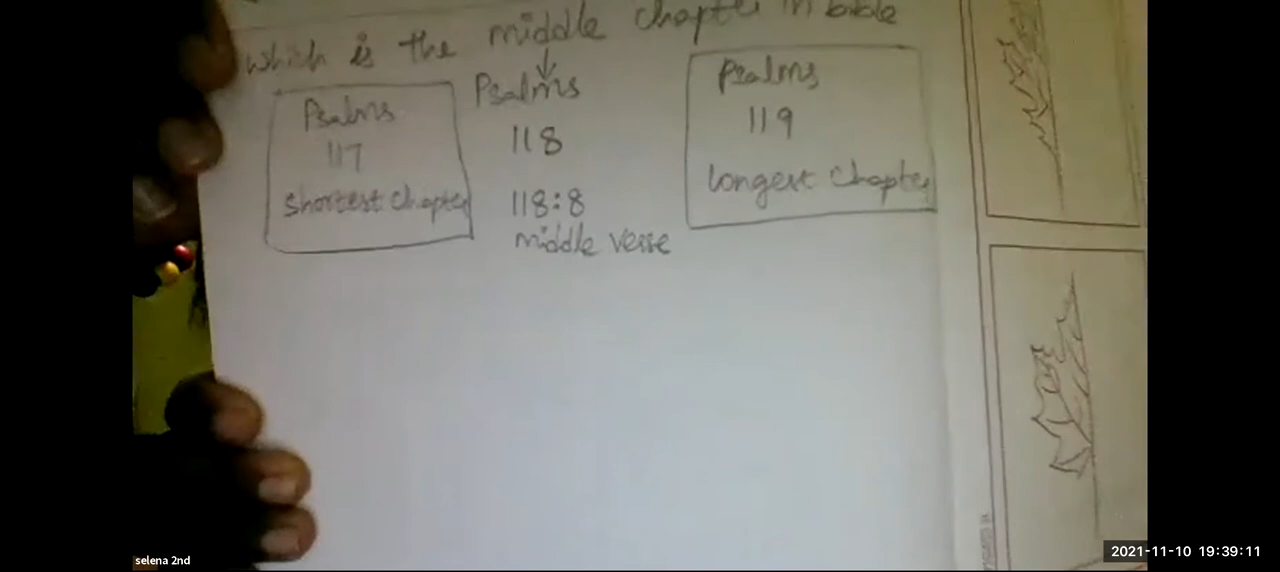 which is the middle chapter in bible
Psalms
117
shortest chapter
Psalms
118
118:8
middle verse
Psalms
119
longest chapter
selena 2nd
2021-11-10 19:39:11